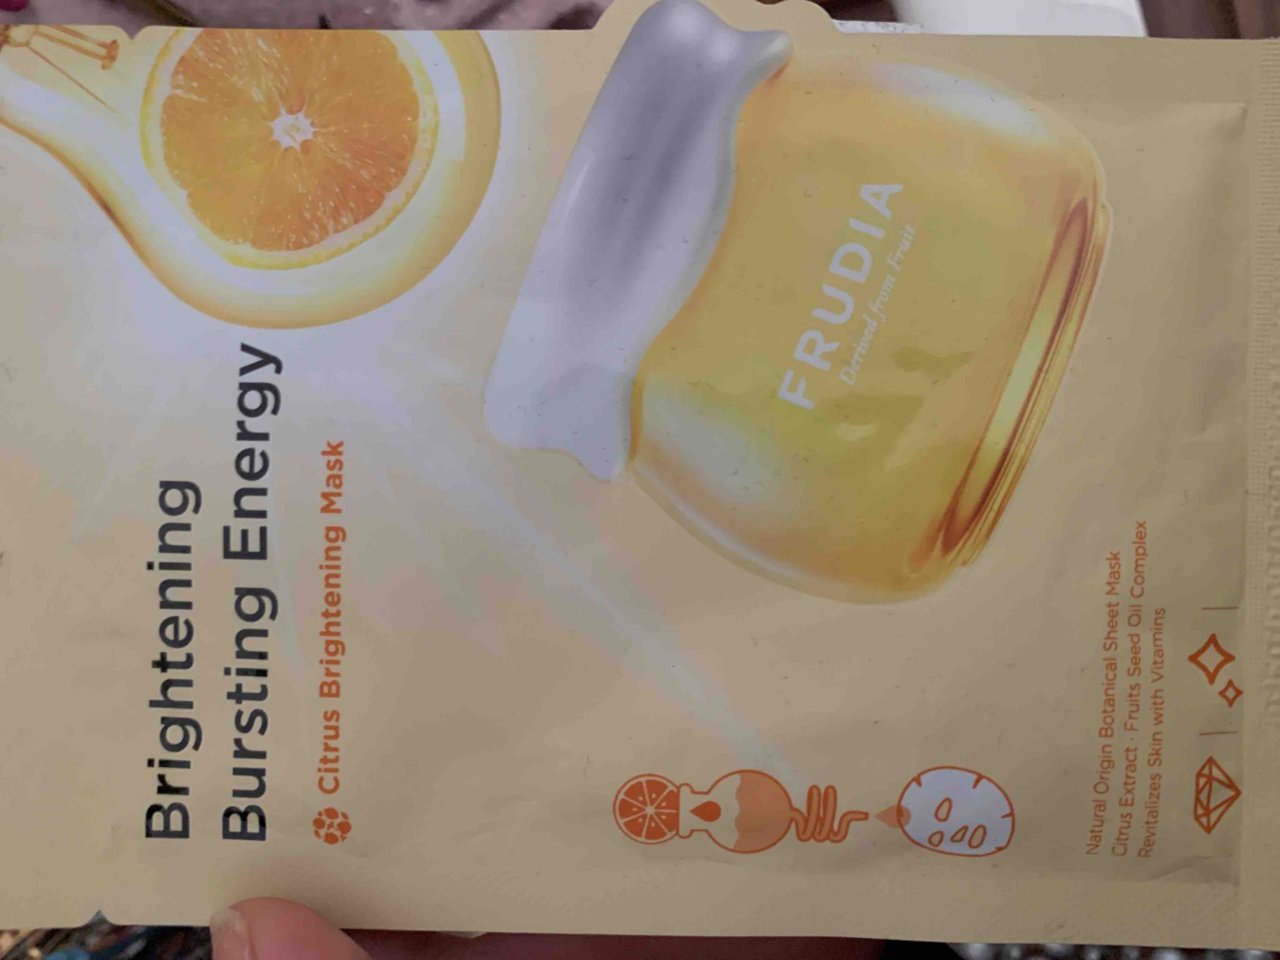 Brightening
Bursting Energy
Citrus Brightening Mask
FRUDIA
Derived from Fruit
Natural Origin Botanical Sheet Mask
Citrus Extract · Fruits Seed Oil Complex
Revitalizes Skin with Vitamins